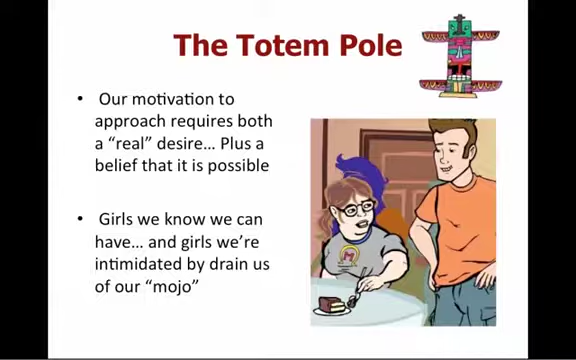 The Totem Pole
• Our motivation to
approach requires both
a “real” desire… Plus a
belief that it is possible
• Girls we know we can
have… and girls we’re
intimidated by drain us
of our “mojo”